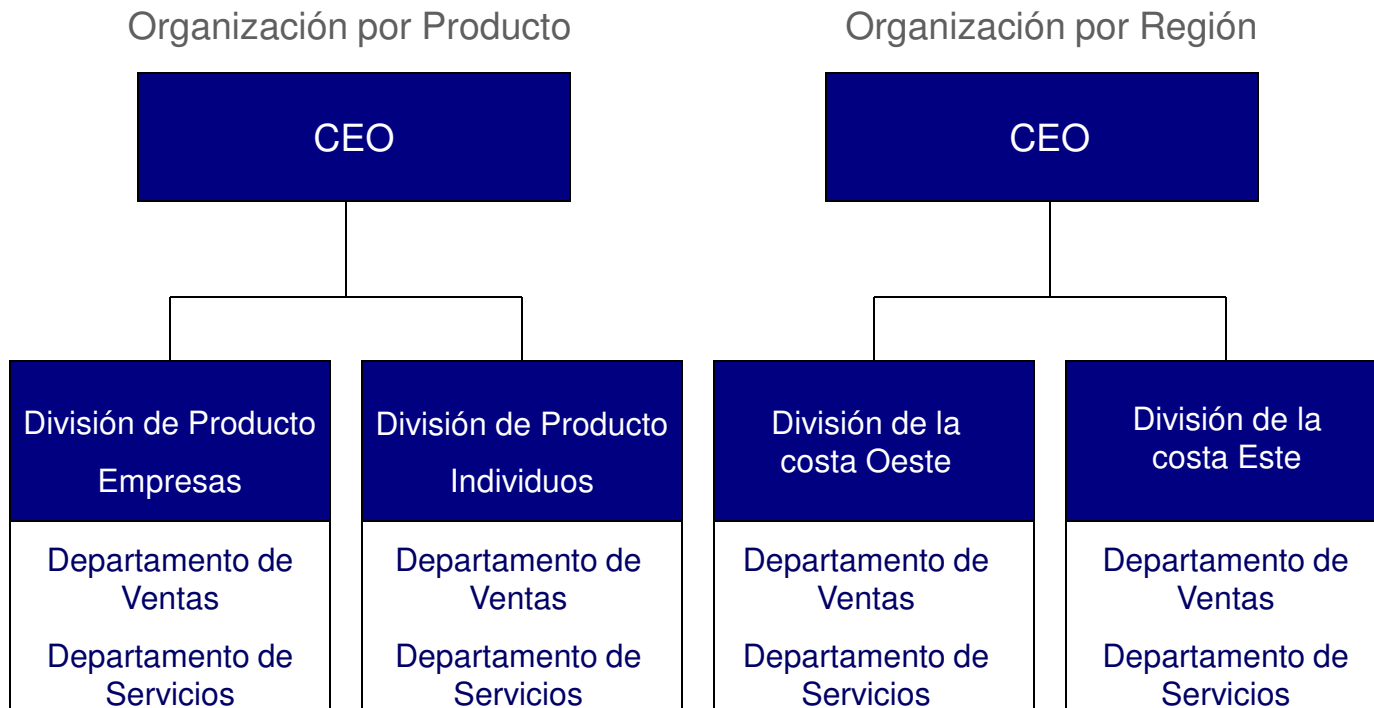 Organización por Producto
Organización por Región
CEO
CEO
División de Producto
Empresas
División de Producto
Individuos
División de la
costa Oeste
División de la
costa Este
Departamento de
Ventas
Departamento de
Servicios
Departamento de
Ventas
Departamento de
Servicios
Departamento de
Ventas
Departamento de
Servicios
Departamento de
Ventas
Departamento de
Servicios